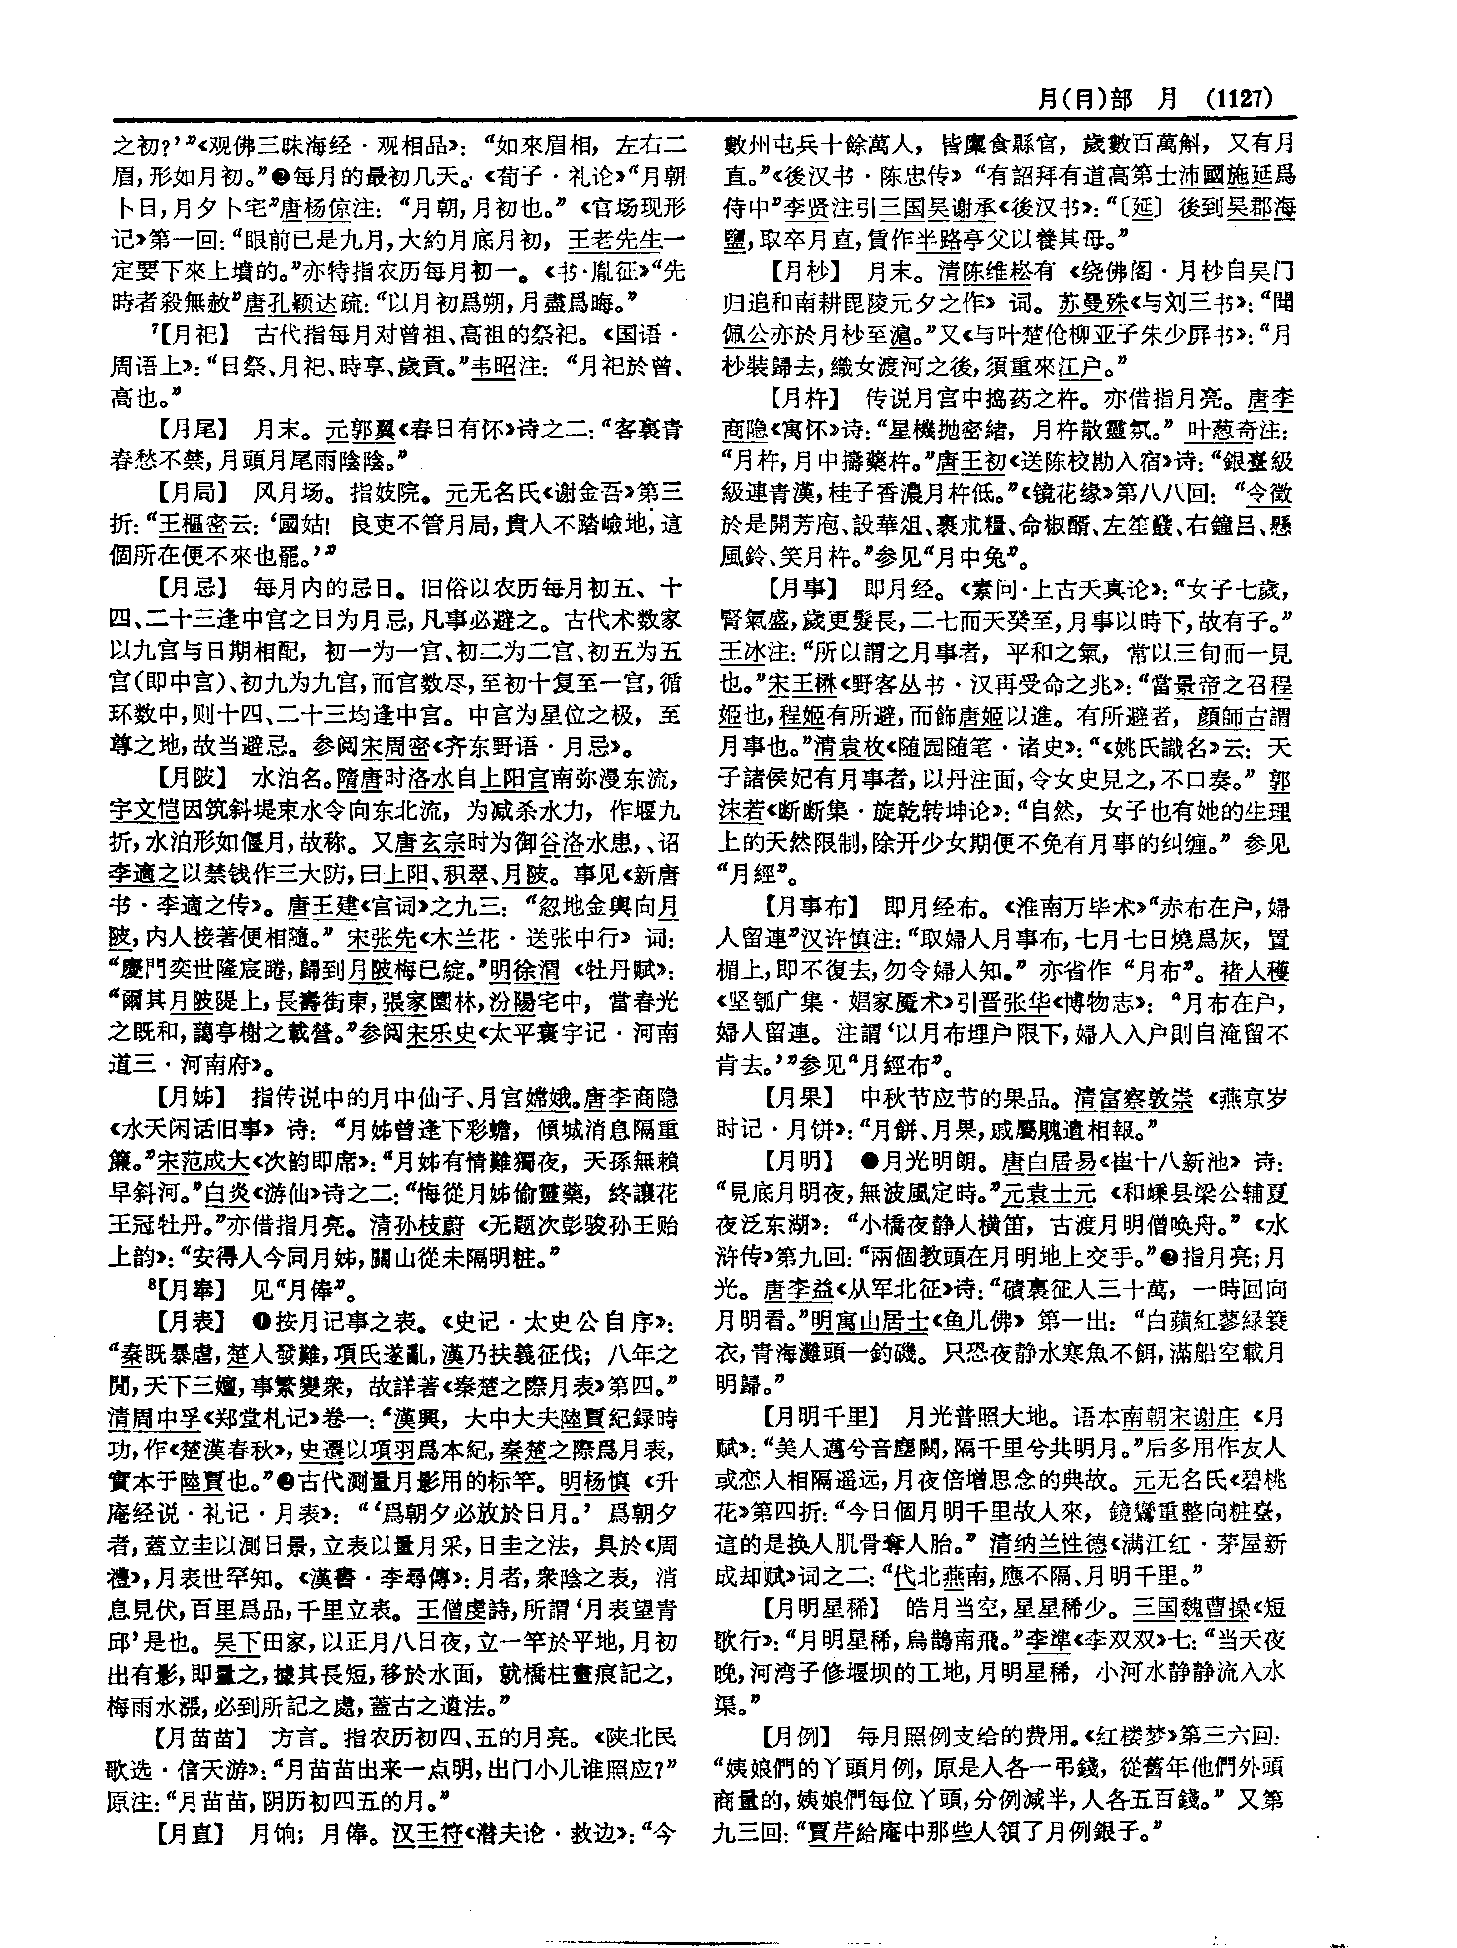 月(⺝)部　月　(1127)
之初?’”《观佛三昧海经·观相品》：“如來眉相，左右二
眉，形如月初。”❷每月的最初几天。《荀子·礼论》“月朝
卜日，月夕卜宅”唐杨倞注：“月朝，月初也。”《官场现形
记》第一回：“眼前已是九月，大約月底月初，王老先生一
定要下來上墳的。”亦特指农历每月初一。《书·胤征》“先
時者殺無赦”唐孔颖达疏：“以月初爲朔，月盡爲晦。”
7【月祀】　古代指每月对曾祖、高祖的祭祀。《国语·
周语上》：“日祭、月祀、時享、歲貢。”韦昭注：“月祀於曾、
高也。”
【月尾】　月末。元郭翼《春日有怀》诗之二：“客裏青
春愁不禁，月頭月尾雨陰陰。”
【月局】　风月场。指妓院。元无名氏《谢金吾》第三
折：“王樞密云：‘國姑！良吏不管月局，貴人不踏嶮地，這
個所在便不來也罷。’”
【月忌】　每月内的忌日。旧俗以农历每月初五、十
四、二十三逢中宫之日为月忌，凡事必避之。古代术数家
以九宫与日期相配，初一为一宫、初二为二宫、初五为五
宫（即中宫）、初九为九宫，而宫数尽，至初十复至一宫，循
环数中，则十四、二十三均逢中宫。中宫为星位之极，至
尊之地，故当避忌。参阅宋周密《齐东野语·月忌》。
【月陂】　水泊名。隋唐时洛水自上阳宫南弥漫东流，
宇文恺因筑斜堤束水令向东北流，为减杀水力，作堰九
折，水泊形如偃月，故称。又唐玄宗时为御谷洛水患，、诏
李適之以禁钱作三大防，曰上阳、积翠、月陂。事见《新唐
书·李適之传》。唐王建《宫词》之九三：“忽地金輿向月
陂，内人接著便相隨。”宋张先《木兰花·送张中行》词：
“慶門奕世隆宸睠，歸到月陂梅已綻。”明徐渭《牡丹赋》：
“爾其月陂隄上，長壽街東，張家園林，汾陽宅中，當春光
之既和，藹亭榭之載營。”参阅宋乐史《太平寰宇记·河南
道三·河南府》。
【月姊】　指传说中的月中仙子、月宫嫦娥。唐李商隐
《水天闲话旧事》诗：“月姊曾逢下彩蟾，傾城消息隔重
簾。”宋范成大《次韵即席》：“月姊有情難獨夜，天孫無賴
早斜河。”白炎《游仙》诗之二：“悔從月姊偷靈藥，終讓花
王冠牡丹。”亦借指月亮。清孙枝蔚《无题次彭骏孙王贻
上韵》：“安得人今同月姊，關山從未隔明粧。”
8【月奉】　见“月俸”。
【月表】　❶按月记事之表。《史记·太史公自序》：
“秦既暴虐，楚人發難，項氏遂亂，漢乃扶義征伐；八年之
閒，天下三嬗，事繁變衆，故詳著《秦楚之際月表》第四。”
清周中孚《郑堂札记》卷一：“漢興，大中大夫陸賈紀録時
功，作《楚漢春秋》，史遷以項羽爲本紀，秦楚之際爲月表，
實本于陸賈也。”❷古代测量月影用的标竿。明杨慎《升
庵经说·礼记·月表》：“‘爲朝夕必放於日月。’爲朝夕
者，蓋立圭以測日景，立表以量月采，日圭之法，具於《周
禮》，月表世罕知。《漢書·李尋傳》：月者，衆陰之表，消
息見伏，百里爲品，千里立表。王僧虔詩，所謂‘月表望青
邱’是也。吴下田家，以正月八日夜，立一竿於平地，月初
出有影，即量之，據其長短，移於水面，就橋柱畫痕記之，
梅雨水漲，必到所記之處，蓋古之遺法。”
【月苗苗】　方言。指农历初四、五的月亮。《陕北民
歌选·信天游》：“月苗苗出来一点明，出门小儿谁照应？”
原注：“月苗苗，阴历初四五的月。”
【月直】　月饷；月俸。汉王符《潜夫论·救边》：“今
數州屯兵十餘萬人，皆廩食縣官，歲數百萬斛，又有月
直。”《後汉书·陈忠传》“有詔拜有道高第士沛國施延爲
侍中”李贤注引三国吴谢承《後汉书》：“〔延〕後到吴郡海
鹽，取卒月直，賃作半路亭父以養其母。”
【月杪】　月末。清陈维崧有《绕佛阁·月杪自吴门
归追和南耕毘陵元夕之作》词。苏曼殊《与刘三书》：“聞
佩公亦於月杪至滬。”又《与叶楚伧柳亚子朱少屏书》：“月
杪裝歸去，織女渡河之後，須重來江户。”
【月杵】　传说月宫中捣药之杵。亦借指月亮。唐李
商隐《寓怀》诗：“星機抛密緒，月杵散靈氛。”叶葱奇注：
“月杵，月中擣藥杵。”唐王初《送陈校勘入宿》诗：“銀臺級
級連青漢，桂子香濃月杵低。”《镜花缘》第八八回：“令徵
於是開芳庖、設華俎、裹朮糧、命椒醑、左笙鼗、右鐘吕、懸
風鈴、笑月杵。”参见“月中兔”。
【月事】　即月经。《素问·上古天真论》：“女子七歲，
腎氣盛，歲更髮長，二七而天癸至，月事以時下，故有子。”
王冰注：“所以謂之月事者，平和之氣，常以三旬而一見
也。”宋王楙《野客丛书·汉再受命之兆》：“當景帝之召程
姬也，程姬有所避，而飾唐姬以進。有所避者，顔師古謂
月事也。”清袁枚《随园随笔·诸史》：“《姚氏識名》云：天
子諸侯妃有月事者，以丹注面，令女史見之，不口奏。”郭
沫若《断断集·旋乾转坤论》：“自然，女子也有她的生理
上的天然限制，除开少女期便不免有月事的纠缠。”参见
“月經”。
【月事布】　即月经布。《淮南万毕术》“赤布在户，婦
人留連”汉许慎注：“取婦人月事布，七月七日燒爲灰，置
楣上，即不復去，勿令婦人知。”亦省作“月布”。褚人穫
《坚瓠广集·娼家魇术》引晋张华《博物志》：“月布在户，
婦人留連。注謂‘以月布埋户限下，婦人入户則自淹留不
肯去。’”参见“月經布”。
【月果】　中秋节应节的果品。清富察敦崇《燕京岁
时记·月饼》：“月餅、月果，戚屬餽遺相報。”
【月明】　❶月光明朗。唐白居易《崔十八新池》诗：
“見底月明夜，無波風定時。”元袁士元《和嵊县梁公辅夏
夜泛东湖》：“小橋夜静人横笛，古渡月明僧唤舟。”《水
浒传》第九回：“兩個教頭在月明地上交手。”❷指月亮；月
光。唐李益《从军北征》诗：“磧裏征人三十萬，一時回向
月明看。”明寓山居士《鱼儿佛》第一出：“白蘋紅蓼緑簑
衣，青海灘頭一釣磯。只恐夜静水寒魚不餌，滿船空載月
明歸。”
【月明千里】　月光普照大地。语本南朝宋谢庄《月
赋》：“美人邁兮音塵闕，隔千里兮共明月。”后多用作友人
或恋人相隔遥远，月夜倍增思念的典故。元无名氏《碧桃
花》第四折：“今日個月明千里故人來，鏡鸞重整向粧臺，
這的是换人肌骨奪人胎。”清纳兰性德《满江红·茅屋新
成却赋》词之二：“代北燕南，應不隔、月明千里。”
【月明星稀】　皓月当空，星星稀少。三国魏曹操《短
歌行》：“月明星稀，烏鵲南飛。”李準《李双双》七：“当天夜
晚，河湾子修堰坝的工地，月明星稀，小河水静静流入水
渠。”
【月例】　每月照例支给的费用。《红楼梦》第三六回：
“姨娘們的丫頭月例，原是人各一弔錢，從舊年他們外頭
商量的，姨娘們每位丫頭，分例減半，人各五百錢。”又第
九三回：“賈芹給庵中那些人領了月例銀子。”